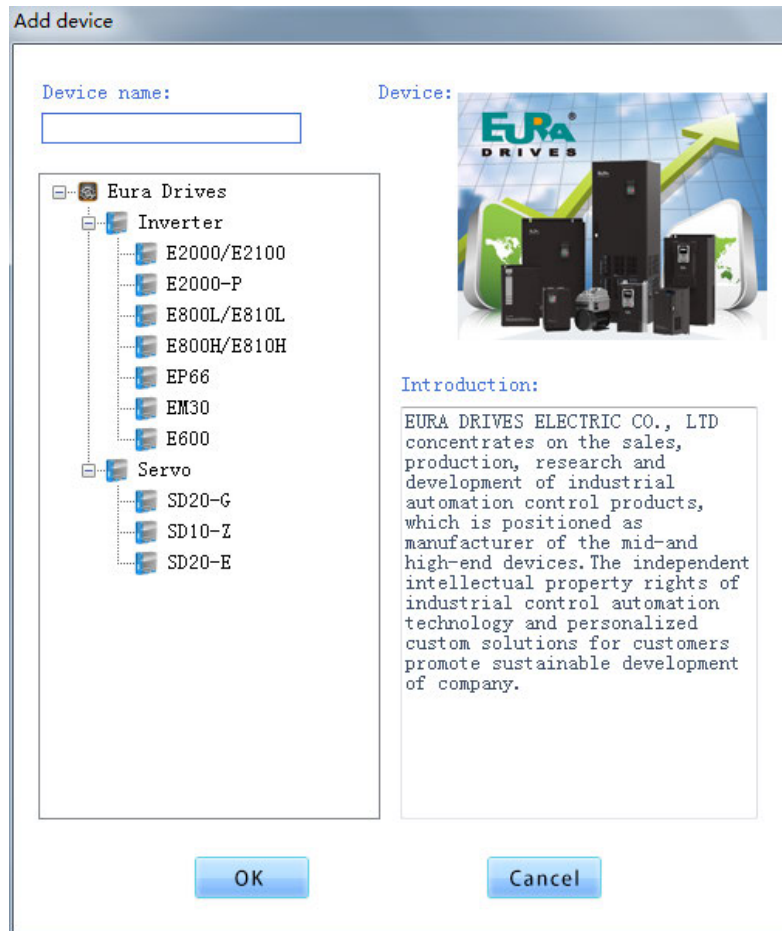 Add device
Device name:
Device:
EURA
®
DRIVES
Eura Drives
Inverter
E2000/E2100
E2000-P
E800L/E810L
E800H/E810H
EP66
EM30
E600
Servo
SD20-G
SD10-Z
SD20-E
Introduction:
EURA DRIVES ELECTRIC CO., LTD
concentrates on the sales,
production, research and
development of industrial
automation control products,
which is positioned as
manufacturer of the mid-and
high-end devices.The independent
intellectual property rights of
industrial control automation
technology and personalized
custom solutions for customers
promote sustainable development
of company.
OK
Cancel